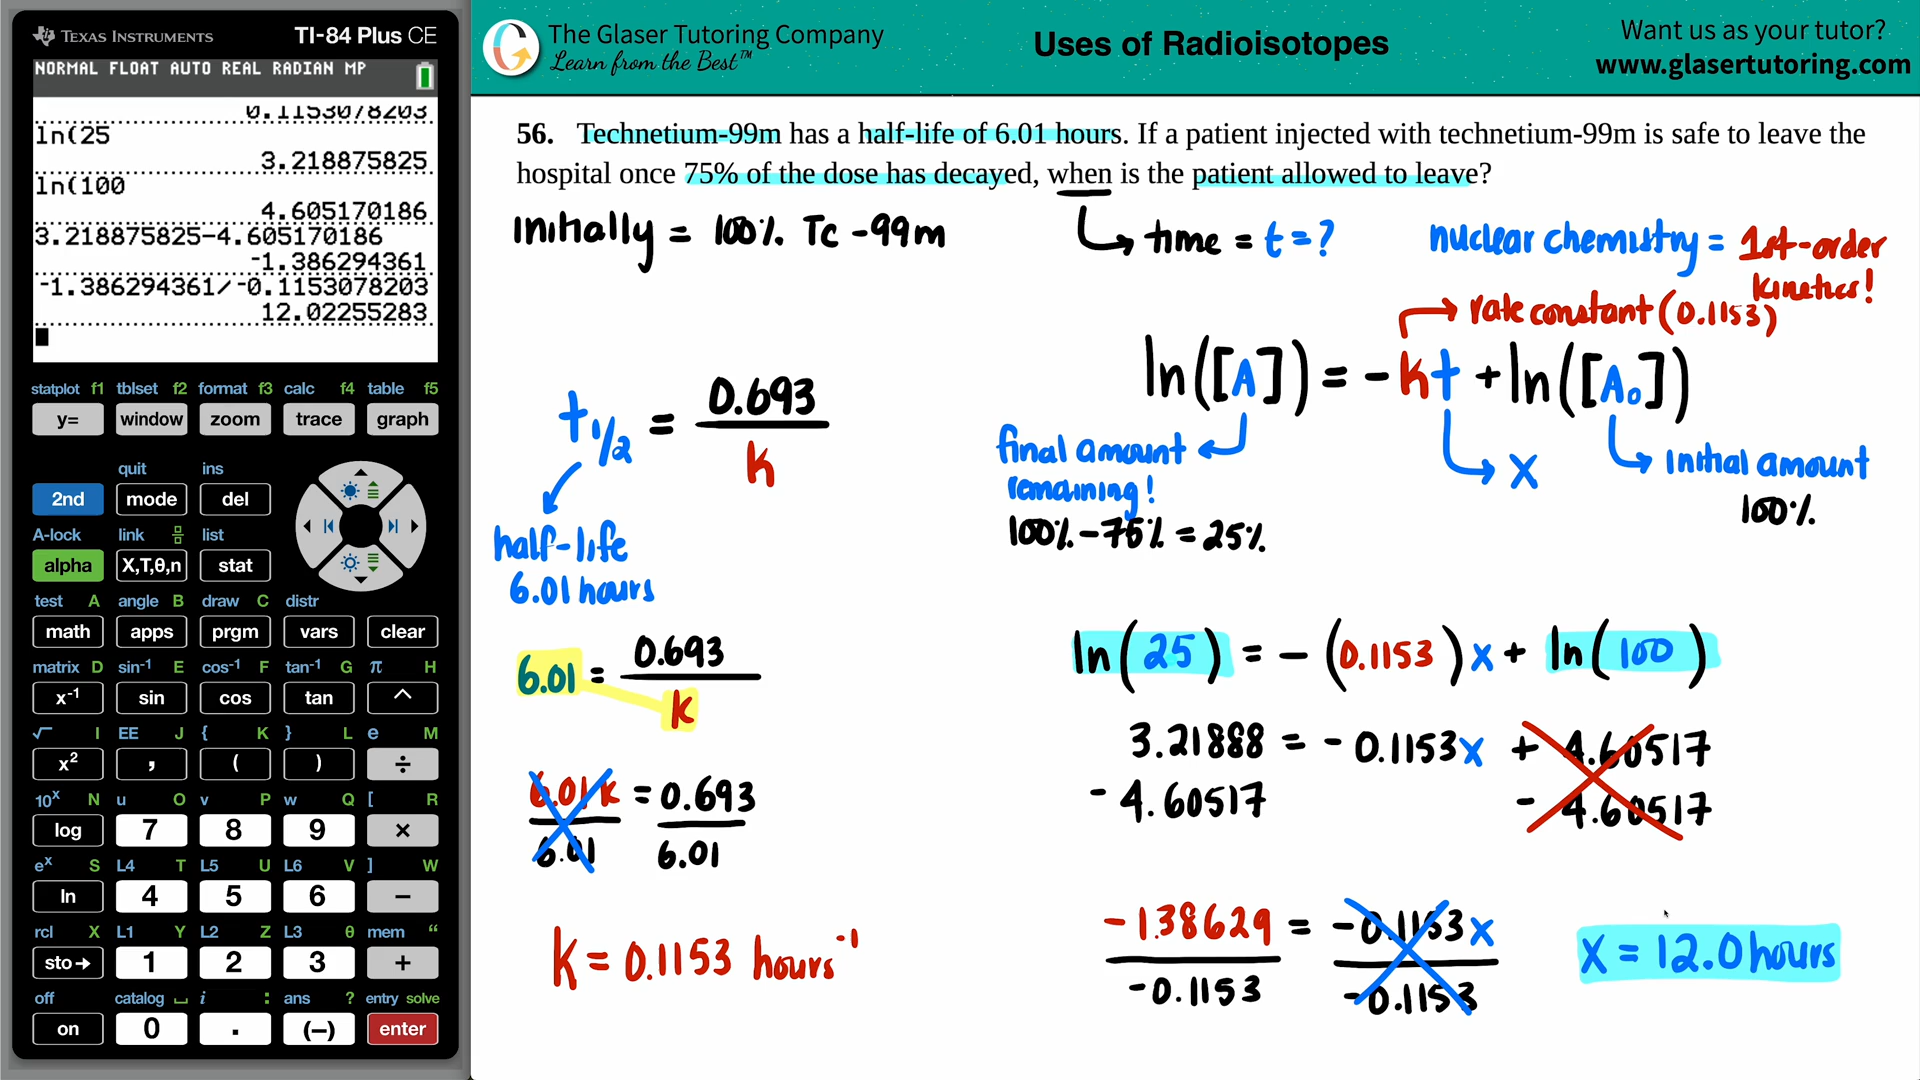 TEXAS INSTRUMENTS TI-84 Plus CE
NORMAL FLOAT AUTO REAL RADIAN MP
0.1153078203
ln(25
3.218875825
ln(100
4.605170186
3.218875825-4.605170186
-1.386294361
-1.386294361/-0.1153078203
12.02255283
statplot f1 tblset f2 format f3 calc f4 table f5
y= window zoom trace graph
quit ins
2nd mode del
A-lock link list
alpha X,T,θ,n stat
test A angle B draw C distr
math apps prgm vars clear
matrix D sin⁻¹ E cos⁻¹ F tan⁻¹ G π H
x⁻¹ sin cos tan ^
√ I EE J { K } L e M
x² , ( ) ÷
10ˣ N u O v P w Q [ R
log 7 8 9 ×
eˣ S L4 T L5 U L6 V ] W
ln 4 5 6 −
rcl X L1 Y L2 Z L3 θ mem “
sto→ 1 2 3 +
off catalog ⎵ i : ans ? entry solve
on 0 . (−) enter
The Glaser Tutoring Company
Learn from the Best™
Uses of Radioisotopes
Want us as your tutor?
www.glasertutoring.com
56. Technetium-99m has a half-life of 6.01 hours. If a patient injected with technetium-99m is safe to leave the
hospital once 75% of the dose has decayed, when is the patient allowed to leave?
Initially = 100% Tc -99m
time = t = ?
nuclear chemistry = 1st-order
kinetics!
rate constant (0.1153)
ln([A]) = -kt + ln([A₀])
final amount
remaining!
100% - 75% = 25%
X
initial amount
100%
t1/2 = 0.693
k
half-life
6.01 hours
6.01 = 0.693
k
6.01 k = 0.693
6.01 6.01
k = 0.1153 hours⁻¹
ln(25) = -(0.1153)x + ln(100)
3.21888 = -0.1153x + 4.60517
- 4.60517 - 4.60517
-1.38629 = -0.1153x
-0.1153 -0.1153
X = 12.0 hours